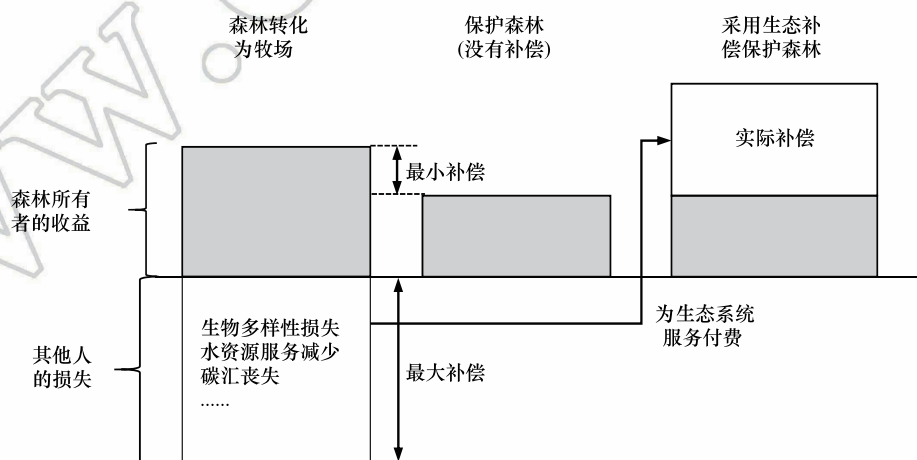 森林转化
为牧场
保护森林
(没有补偿)
采用生态补
偿保护森林
实际补偿
最小补偿
森林所有
者的收益
生物多样性损失
水资源服务减少
碳汇丧失
……
为生态系统
服务付费
其他人
的损失
最大补偿